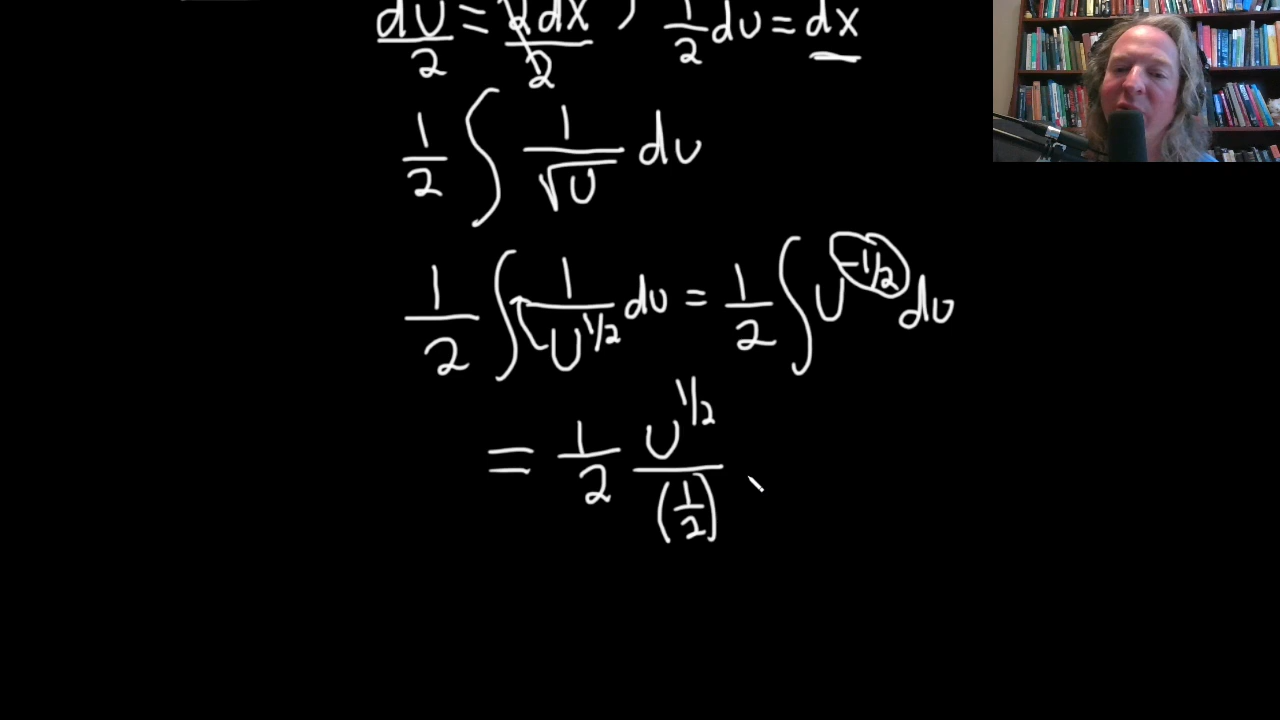 du/2 = 2dx/2 , 1/2 du = dx
1/2 ∫ 1/√u du
1/2 ∫ 1/u^1/2 du = 1/2 ∫ u^-1/2 du
= 1/2 u^1/2/(1/2)